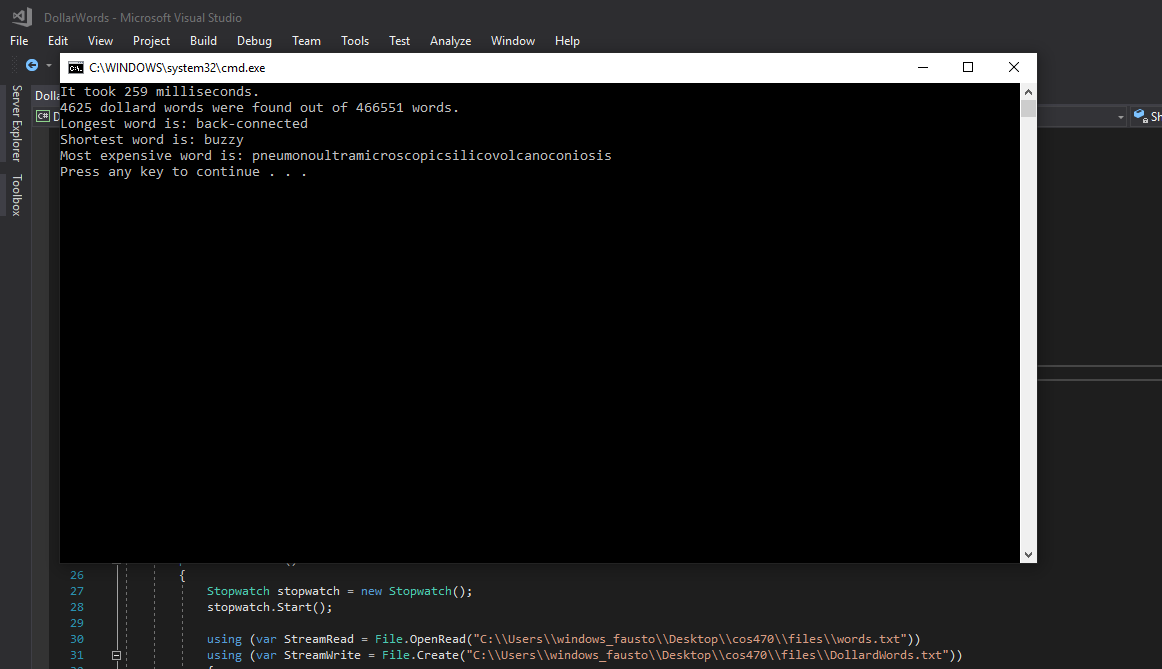 DollarWords - Microsoft Visual Studio
File Edit View Project Build Debug Team Tools Test Analyze Window Help
C:\WINDOWS\system32\cmd.exe
Server Explorer
Toolbox
Dolla
C#
It took 259 milliseconds.
4625 dollard words were found out of 466551 words.
Longest word is: back-connected
Shortest word is: buzzy
Most expensive word is: pneumonoultramicroscopicsilicovolcanoconiosis
Press any key to continue . . .
26 {
27 Stopwatch stopwatch = new Stopwatch();
28 stopwatch.Start();
29
30 using (var StreamRead = File.OpenRead("C:\\Users\\windows_fausto\\Desktop\\cos470\\files\\words.txt"))
31 using (var StreamWrite = File.Create("C:\\Users\\windows_fausto\\Desktop\\cos470\\files\\DollardWords.txt"))